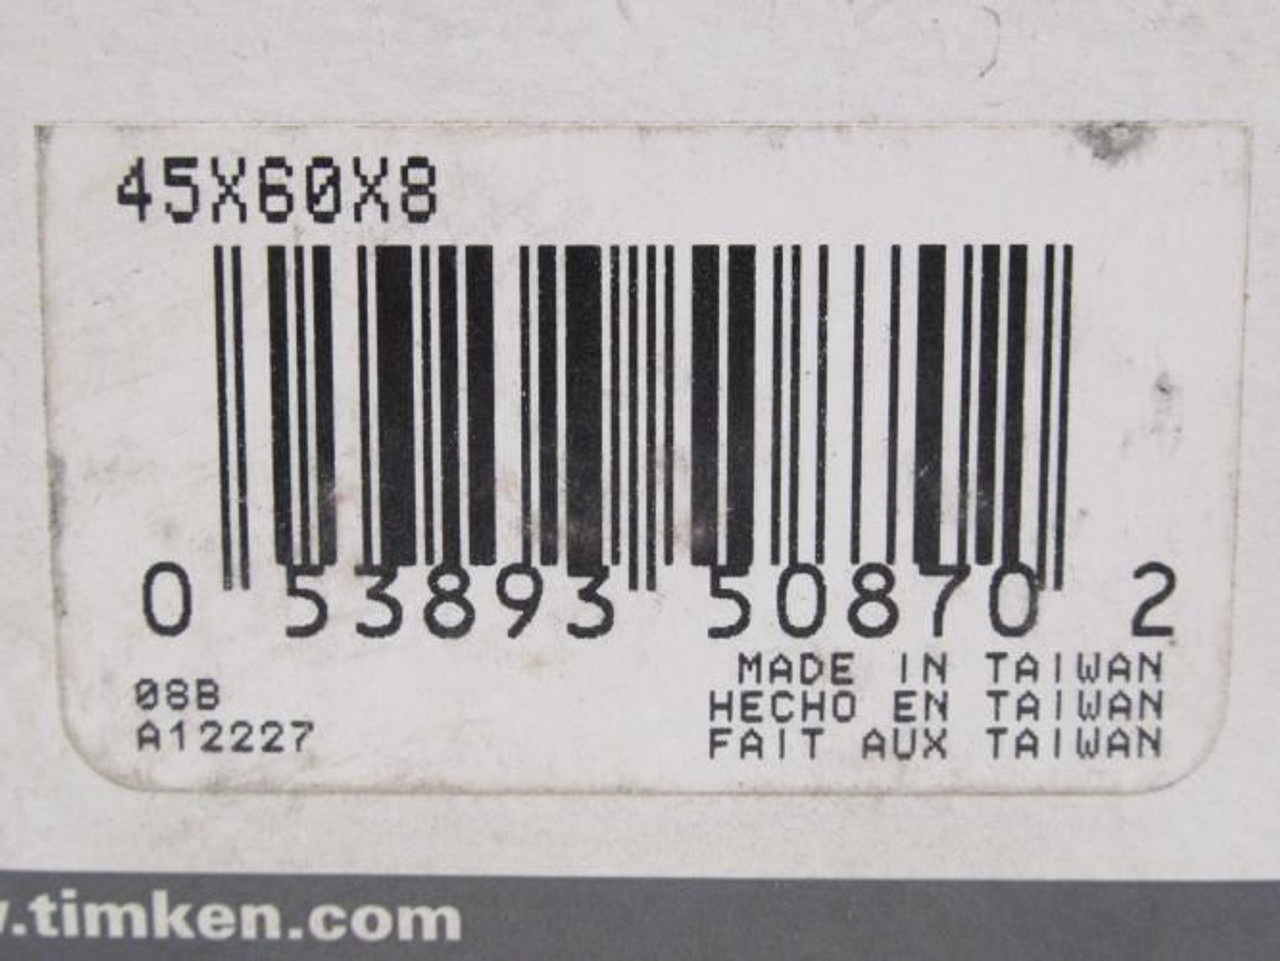 45X60X8
0 53893 50870 2
08B
A12227
MADE IN TAIWAN
HECHO EN TAIWAN
FAIT AUX TAIWAN
.timken.com